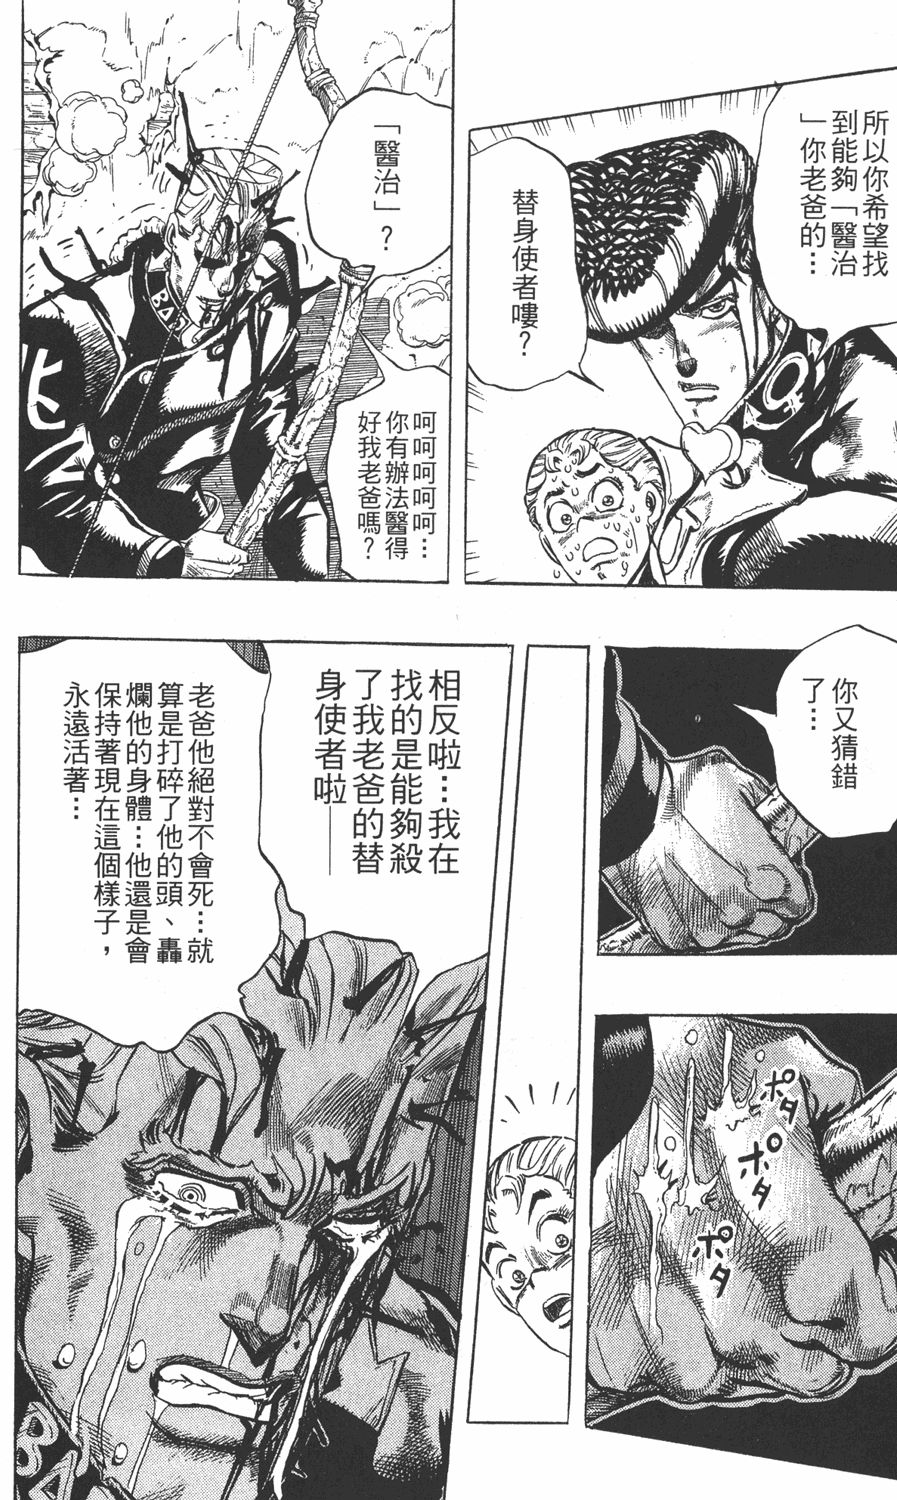 所以你希望找
到能夠「醫治
」你老爸的…
替身使者嘍？
「醫治」？
呵呵呵呵呵…
你有辦法醫得
好我老爸嗎？
BA
你又猜錯
了…
ポタ
ポタ
ポタ
相反啦…我在
找的是能夠殺
了我老爸的替
身使者啦——
老爸他絕對不會死…就
算是打碎了他的頭、轟
爛他的身體…他還是會
保持著現在這個樣子，
永遠活著…
BA